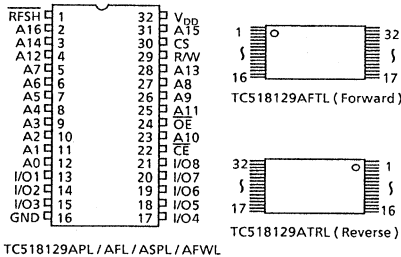 RFSH 1 32 VDD
A16 2 31 A15
A14 3 30 CS
A12 4 29 R/W
A7 5 28 A13
A6 6 27 A8
A5 7 26 A9
A4 8 25 A11
A3 9 24 OE
A2 10 23 A10
A1 11 22 CE
A0 12 21 I/O8
I/O1 13 20 I/O7
I/O2 14 19 I/O6
I/O3 15 18 I/O5
GND 16 17 I/O4
TC518129APL / AFL / ASPL / AFWL
1 32
16 17
TC518129AFTL ( Forward )
32 1
17 16
TC518129ATRL ( Reverse )